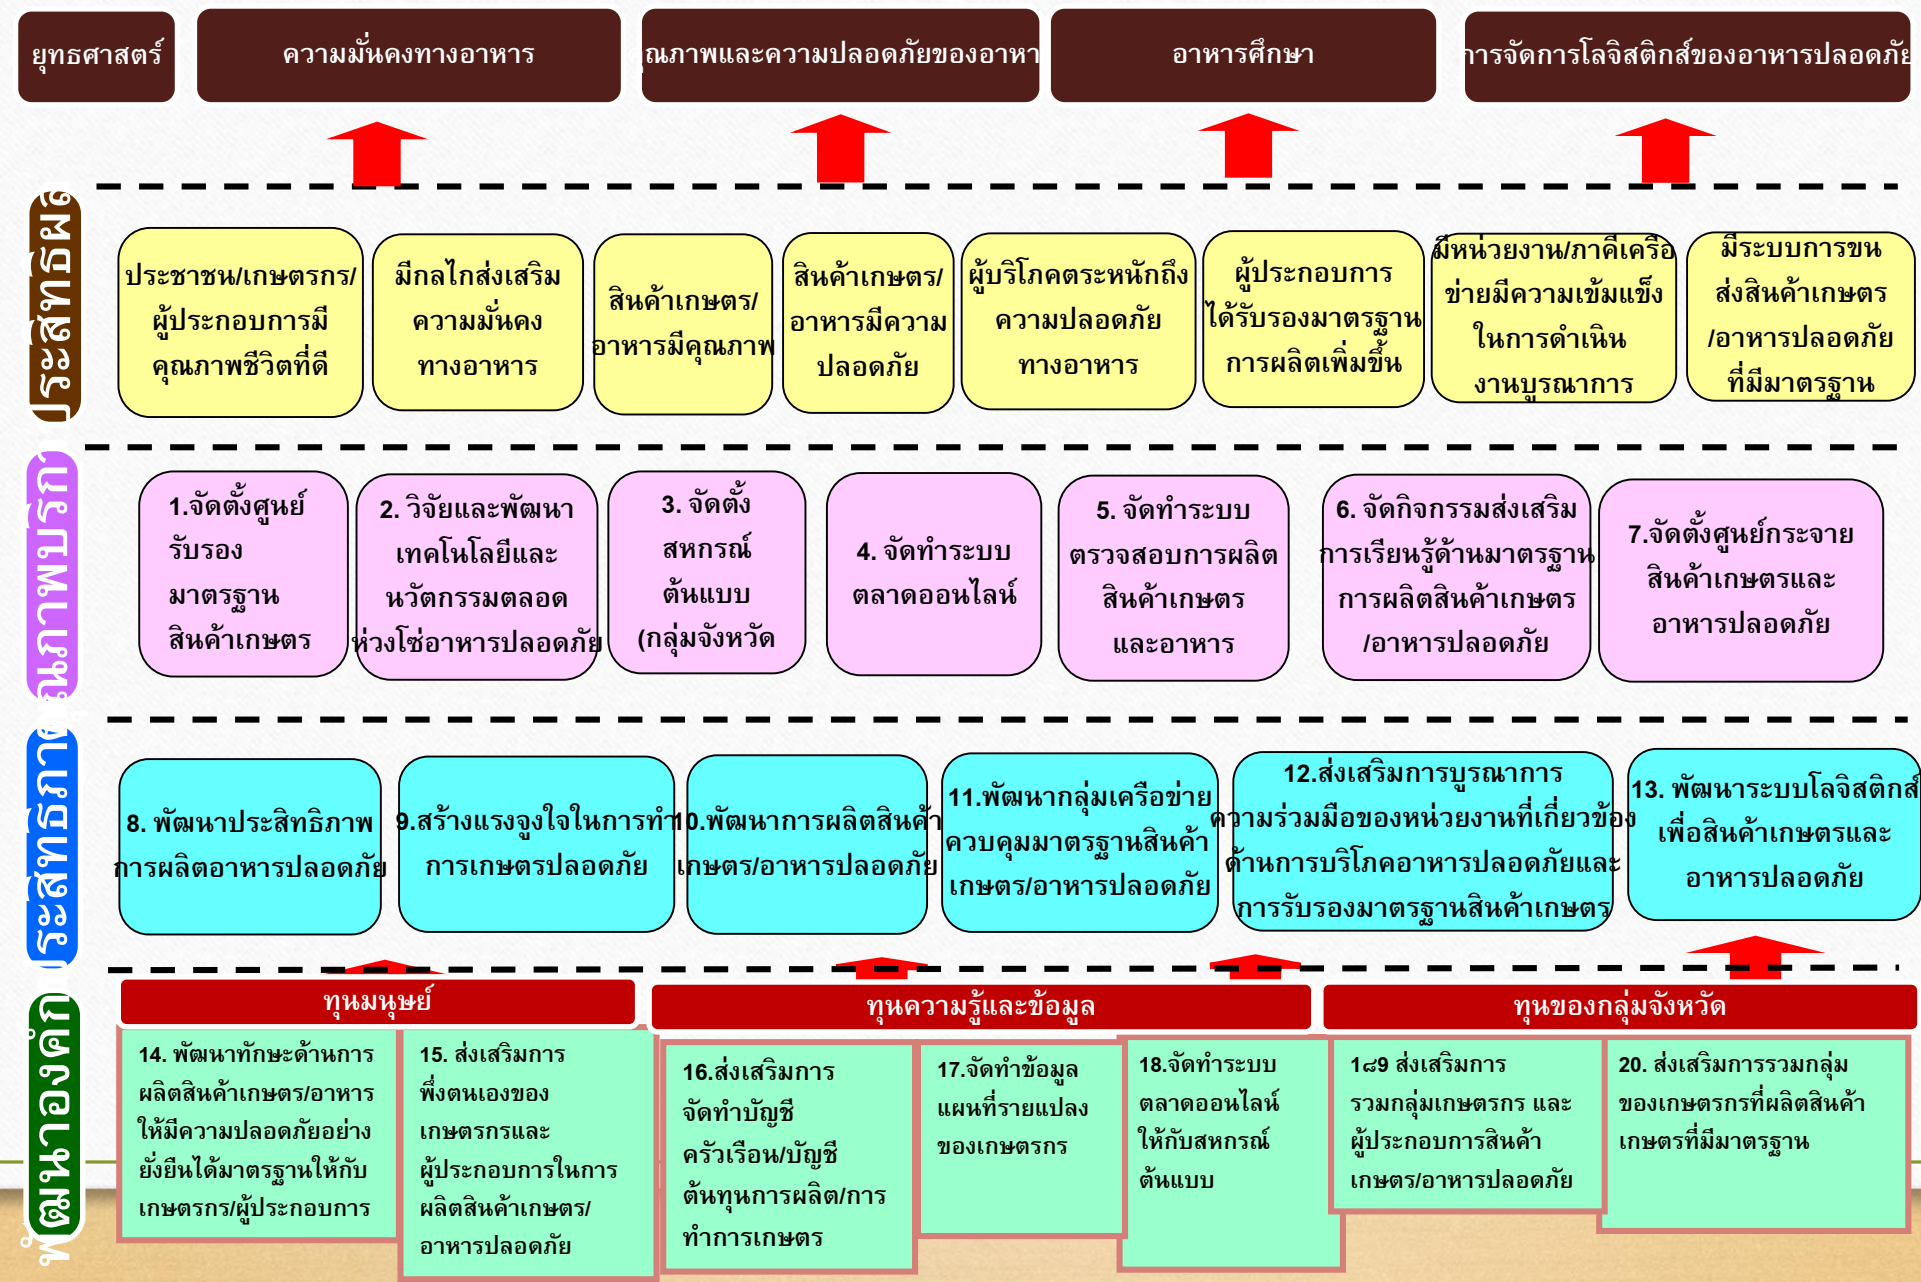 ยุทธศาสตร์
ความมั่นคงทางอาหาร
ุณภาพและความปลอดภัยของอาหา
อาหารศึกษา
การจัดการโลจิสติกส์ของอาหารปลอดภัย
ประสิทธิผล
ประชาชน/เกษตรกร/
ผู้ประกอบการมี
คุณภาพชีวิตที่ดี
มีกลไกส่งเสริม
ความมั่นคง
ทางอาหาร
สินค้าเกษตร/
อาหารมีคุณภาพ
สินค้าเกษตร/
อาหารมีความ
ปลอดภัย
ผู้บริโภคตระหนักถึง
ความปลอดภัย
ทางอาหาร
ผู้ประกอบการ
ได้รับรองมาตรฐาน
การผลิตเพิ่มขึ้น
มีหน่วยงาน/ภาคีเครือ
ข่ายมีความเข้มแข็ง
ในการดำเนิน
งานบูรณาการ
มีระบบการขน
ส่งสินค้าเกษตร
/อาหารปลอดภัย
ที่มีมาตรฐาน
คุณภาพบริการ
1.จัดตั้งศูนย์
รับรอง
มาตรฐาน
สินค้าเกษตร
2. วิจัยและพัฒนา
เทคโนโลยีและ
นวัตกรรมตลอด
ห่วงโซ่อาหารปลอดภัย
3. จัดตั้ง
สหกรณ์
ต้นแบบ
(กลุ่มจังหวัด
4. จัดทำระบบ
ตลาดออนไลน์
5. จัดทำระบบ
ตรวจสอบการผลิต
สินค้าเกษตร
และอาหาร
6. จัดกิจกรรมส่งเสริม
การเรียนรู้ด้านมาตรฐาน
การผลิตสินค้าเกษตร
/อาหารปลอดภัย
7.จัดตั้งศูนย์กระจาย
สินค้าเกษตรและ
อาหารปลอดภัย
ประสิทธิภาพ
8. พัฒนาประสิทธิภาพ
การผลิตอาหารปลอดภัย
9.สร้างแรงจูงใจในการทำ
การเกษตรปลอดภัย
10.พัฒนาการผลิตสินค้า
เกษตร/อาหารปลอดภัย
11.พัฒนากลุ่มเครือข่าย
ควบคุมมาตรฐานสินค้า
เกษตร/อาหารปลอดภัย
12.ส่งเสริมการบูรณาการ
ความร่วมมือของหน่วยงานที่เกี่ยวข้อง
ด้านการบริโภคอาหารปลอดภัยและ
การรับรองมาตรฐานสินค้าเกษตร
13. พัฒนาระบบโลจิสติกส์
เพื่อสินค้าเกษตรและ
อาหารปลอดภัย
พัฒนาองค์ก
ทุนมนุษย์
ทุนความรู้และข้อมูล
ทุนของกลุ่มจังหวัด
14. พัฒนาทักษะด้านการ
ผลิตสินค้าเกษตร/อาหาร
ให้มีความปลอดภัยอย่าง
ยั่งยืนได้มาตรฐานให้กับ
เกษตรกร/ผู้ประกอบการ
15. ส่งเสริมการ
พึ่งตนเองของ
เกษตรกรและ
ผู้ประกอบการในการ
ผลิตสินค้าเกษตร/
อาหารปลอดภัย
16.ส่งเสริมการ
จัดทำบัญชี
ครัวเรือน/บัญชี
ต้นทุนการผลิต/การ
ทำการเกษตร
17.จัดทำข้อมูล
แผนที่รายแปลง
ของเกษตรกร
18.จัดทำระบบ
ตลาดออนไลน์
ให้กับสหกรณ์
ต้นแบบ
1๘9 ส่งเสริมการ
รวมกลุ่มเกษตรกร และ
ผู้ประกอบการสินค้า
เกษตร/อาหารปลอดภัย
20. ส่งเสริมการรวมกลุ่ม
ของเกษตรกรที่ผลิตสินค้า
เกษตรที่มีมาตรฐาน